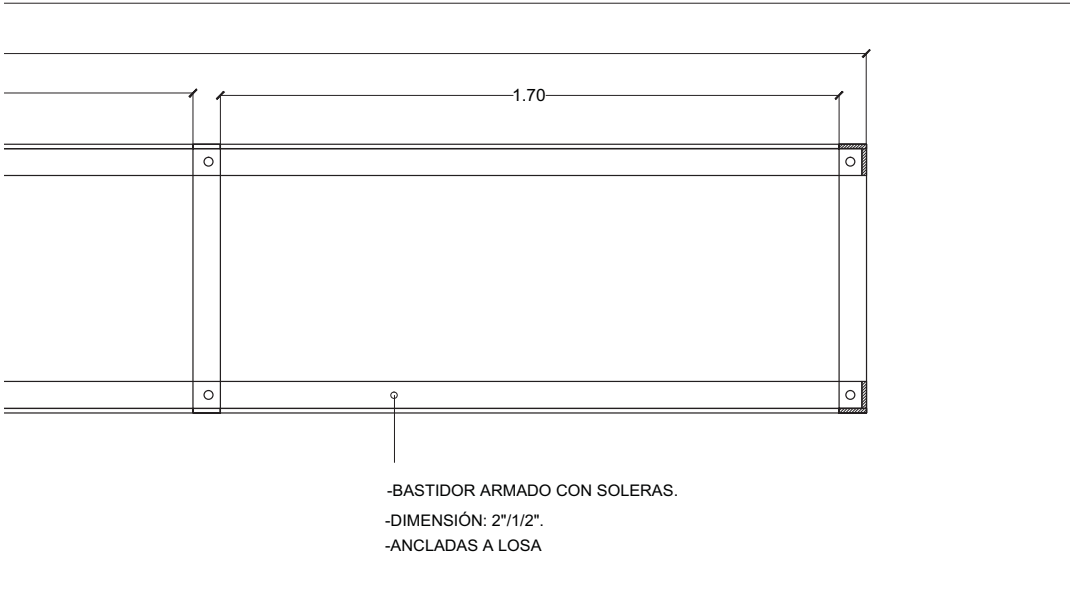 1.70
-BASTIDOR ARMADO CON SOLERAS.
-DIMENSIÓN: 2"/1/2".
-ANCLADAS A LOSA